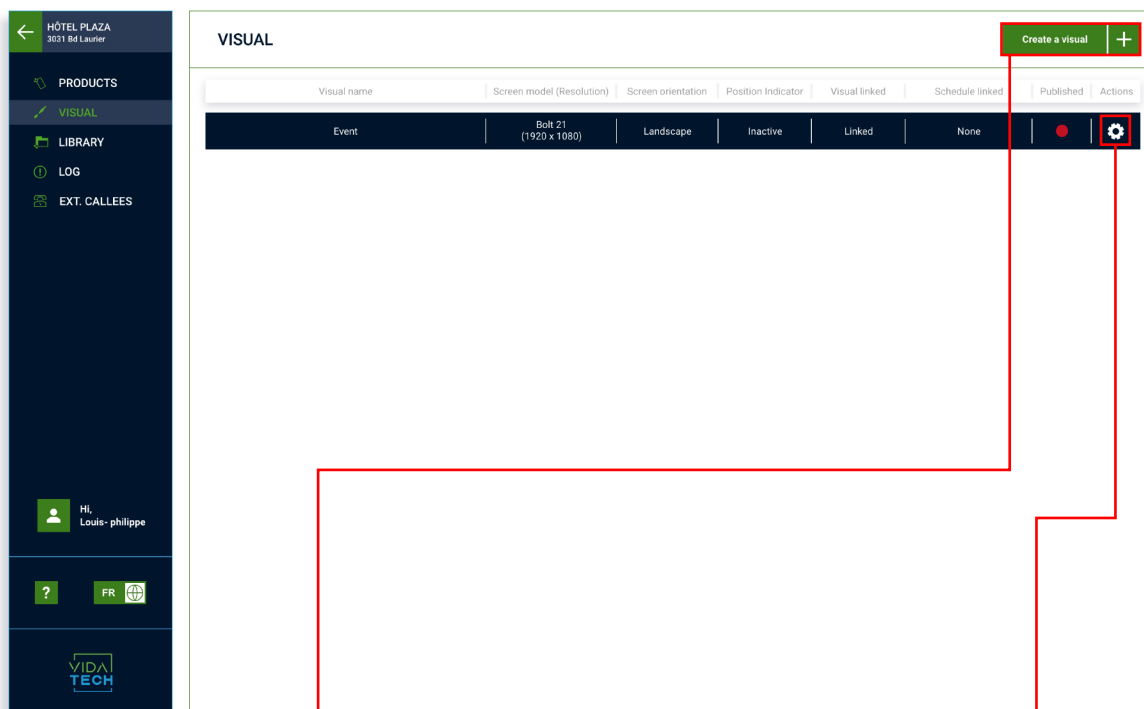 HÔTEL PLAZA
3031 Bd Laurier
PRODUCTS
VISUAL
LIBRARY
LOG
EXT. CALLEES
Hi,
Louis- philippe
?
FR
VIDA
TECH
VISUAL
Create a visual
Visual name Screen model (Resolution) Screen orientation Position Indicator Visual linked Schedule linked Published Actions
Event Bolt 21 (1920 x 1080) Landscape Inactive Linked None